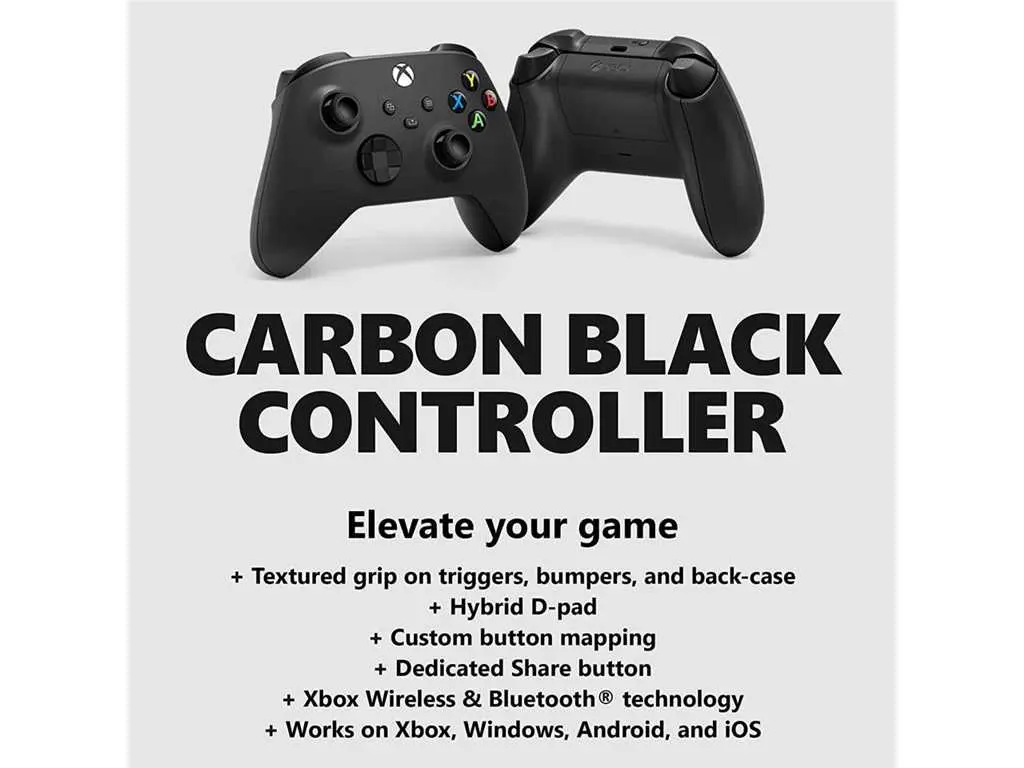 Y
X
B
A
CARBON BLACK
CONTROLLER
Elevate your game
+ Textured grip on triggers, bumpers, and back-case
+ Hybrid D-pad
+ Custom button mapping
+ Dedicated Share button
+ Xbox Wireless & Bluetooth® technology
+ Works on Xbox, Windows, Android, and iOS